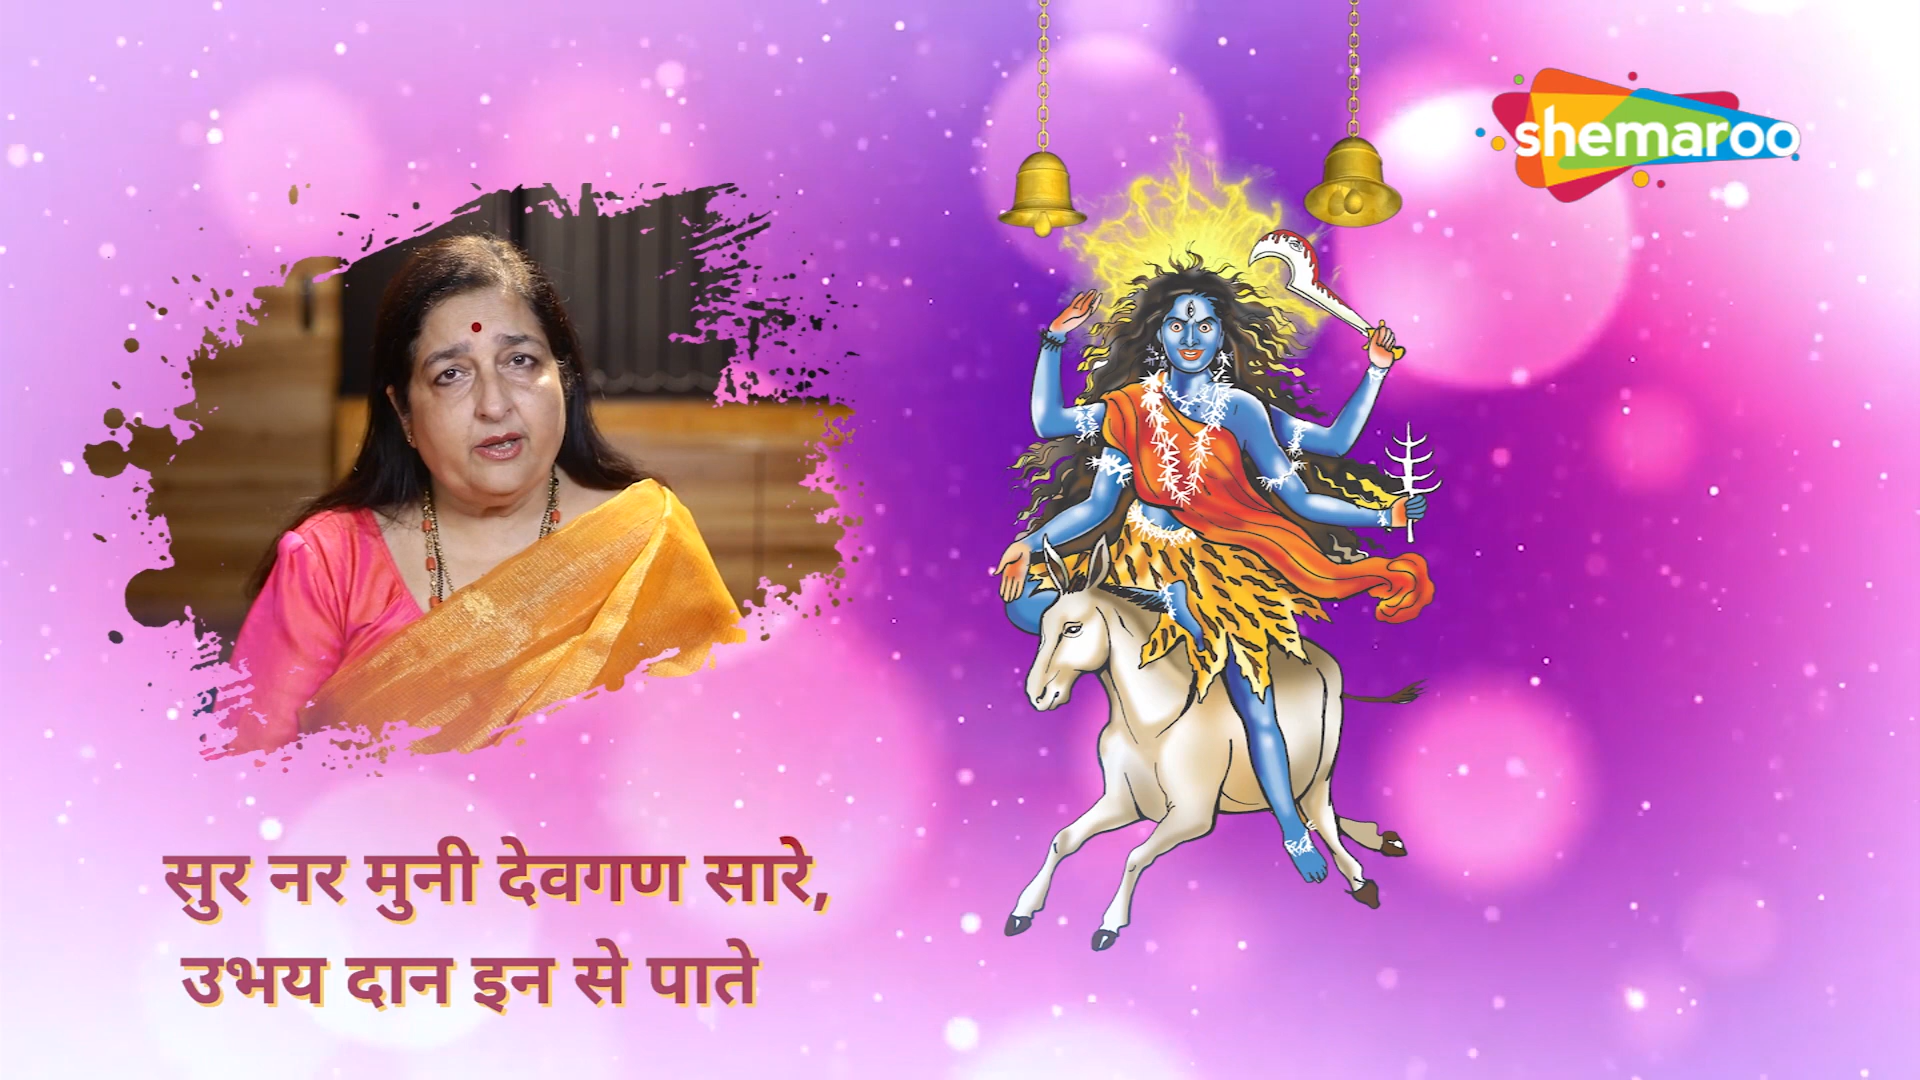 shemaroo
सुर नर मुनी देवगण सारे,
उभय दान इन से पाते